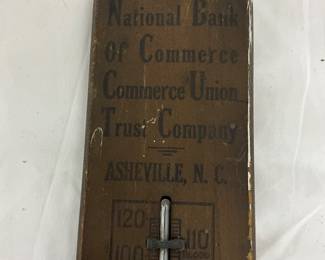 National Bank
Of Commerce
Commerce Union
Trust Company
Asheville, N. C.
120
110
100